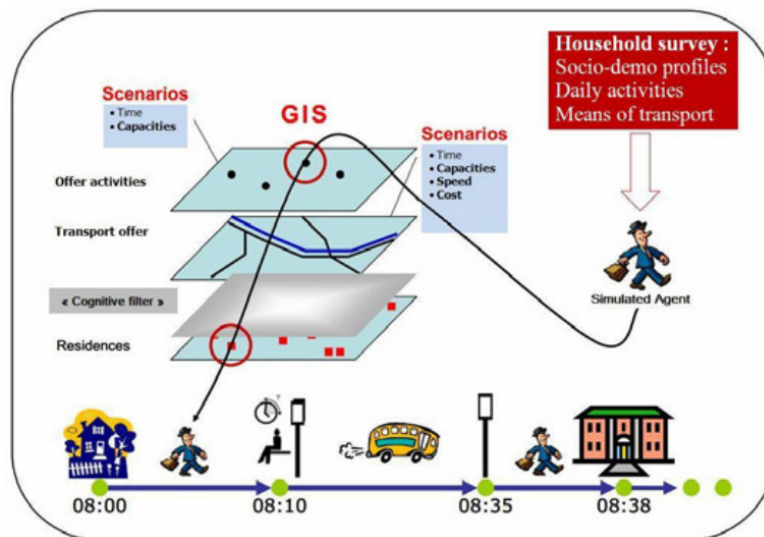 Household survey :
Socio-demo profiles
Daily activities
Means of transport
Scenarios
• Time
• Capacities
GIS
Scenarios
• Time
• Capacities
• Speed
• Cost
Offer activities
Transport offer
« Cognitive filter »
Residences
Simulated Agent
?
08:00
08:10
08:35
08:38